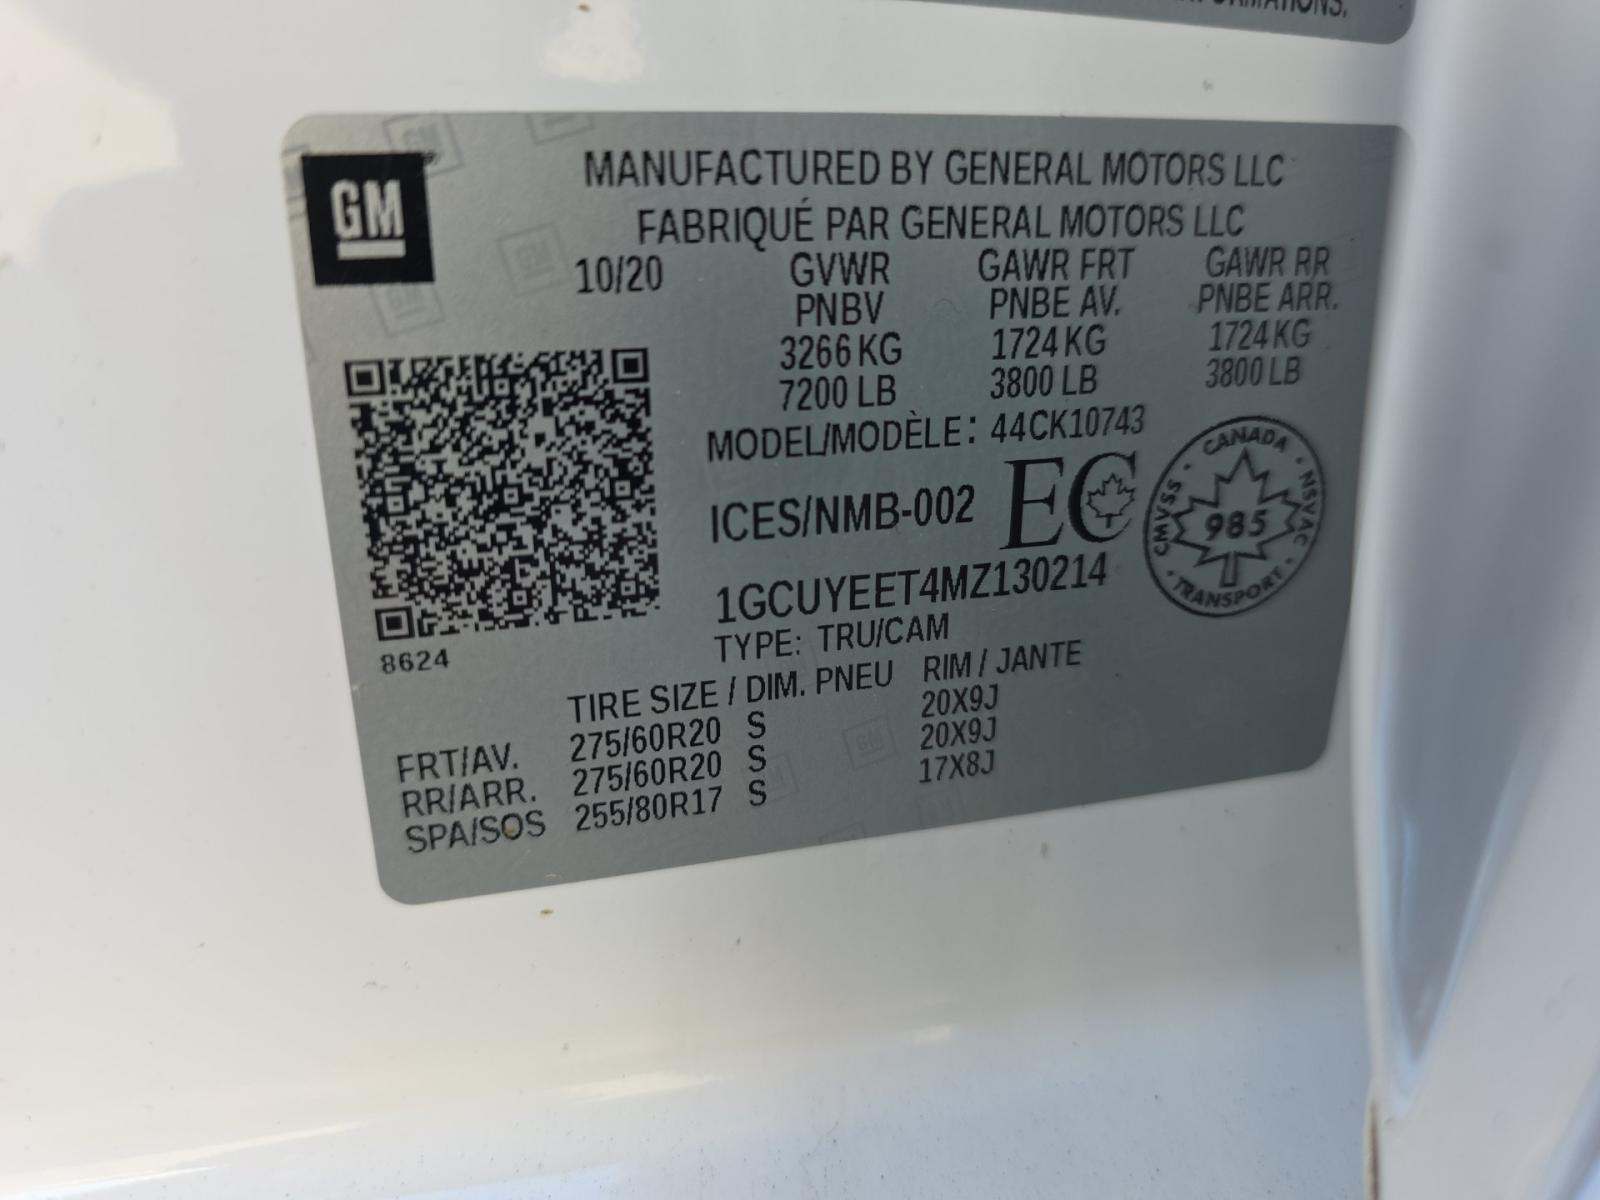 FORMATIONS.
GM
MANUFACTURED BY GENERAL MOTORS LLC
FABRIQUÉ PAR GENERAL MOTORS LLC
10/20 GVWR GAWR FRT GAWR RR
PNBV PNBE AV. PNBE ARR.
3266 KG 1724 KG 1724 KG
7200 LB 3800 LB 3800 LB
MODEL/MODÈLE: 44CK10743
ICES/NMB-002 EC
CANADA
CMVSS · NSVAC
985
TRANSPORT
1GCUYEET4MZ130214
TYPE: TRU/CAM
8624
TIRE SIZE / DIM. PNEU RIM / JANTE
FRT/AV. 275/60R20 S 20X9J
RR/ARR. 275/60R20 S 20X9J
SPA/SOS 255/80R17 S 17X8J